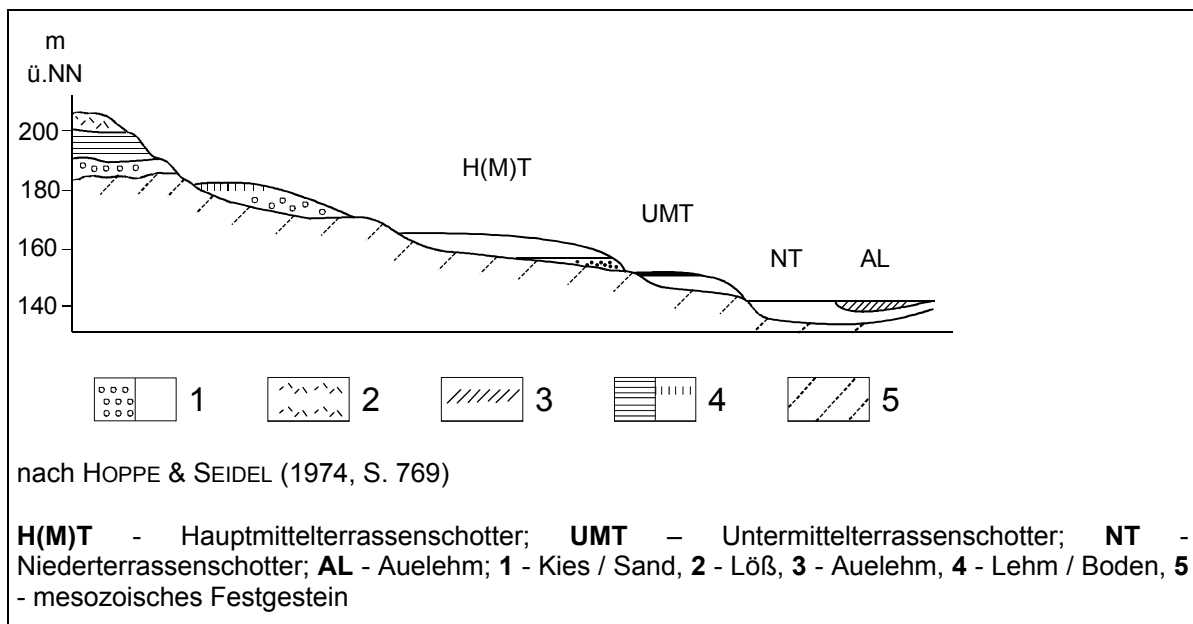 m
ü.NN
200
180
160
140
H(M)T
UMT
NT
AL
1
2
3
4
5
nach HOPPE & SEIDEL (1974, S. 769)
H(M)T - Hauptmittelterrassenschotter; UMT – Untermittelterrassenschotter; NT -
Niederterrassenschotter; AL - Auelehm; 1 - Kies / Sand, 2 - Löß, 3 - Auelehm, 4 - Lehm / Boden, 5
- mesozoisches Festgestein